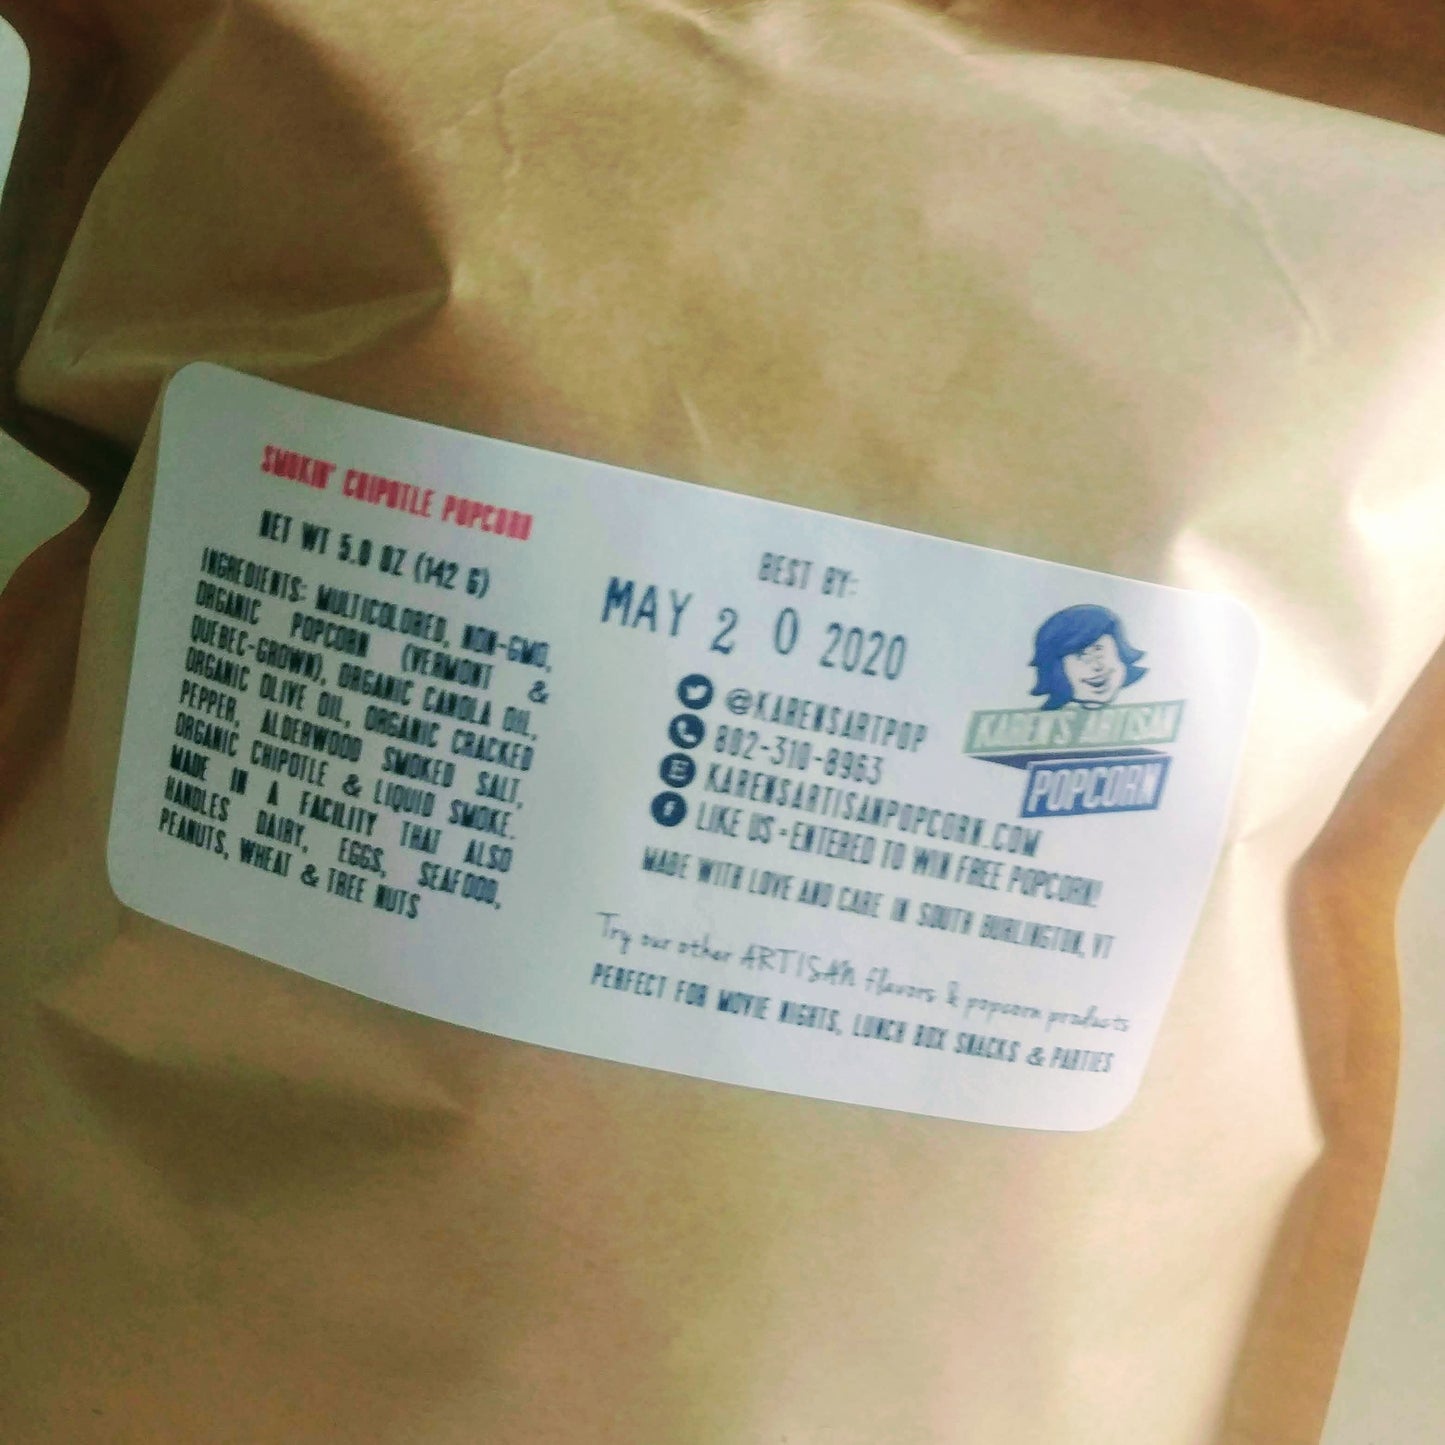 SMOKIN' CHIPOTLE POPCORN
NET WT 5.0 OZ (142 G)
INGREDIENTS: MULTICOLORED, NON-GMO,
ORGANIC POPCORN (VERMONT &
QUEBEC-GROWN), ORGANIC CANOLA OIL,
ORGANIC OLIVE OIL, ORGANIC CRACKED
PEPPER, ALDERWOOD SMOKED SALT,
ORGANIC CHIPOTLE & LIQUID SMOKE.
MADE IN A FACILITY THAT ALSO
HANDLES DAIRY, EGGS, SEAFOOD,
PEANUTS, WHEAT & TREE NUTS
BEST BY:
MAY 2 0 2020
@KARENSARTPOP
802-310-8963
KARENSARTISANPOPCORN.COM
LIKE US = ENTERED TO WIN FREE POPCORN!
MADE WITH LOVE AND CARE IN SOUTH BURLINGTON, VT
Try our other ARTISAN flavors & popcorn products
PERFECT FOR MOVIE NIGHTS, LUNCH BOX SNACKS & PARTIES
KAREN'S ARTISAN
POPCORN